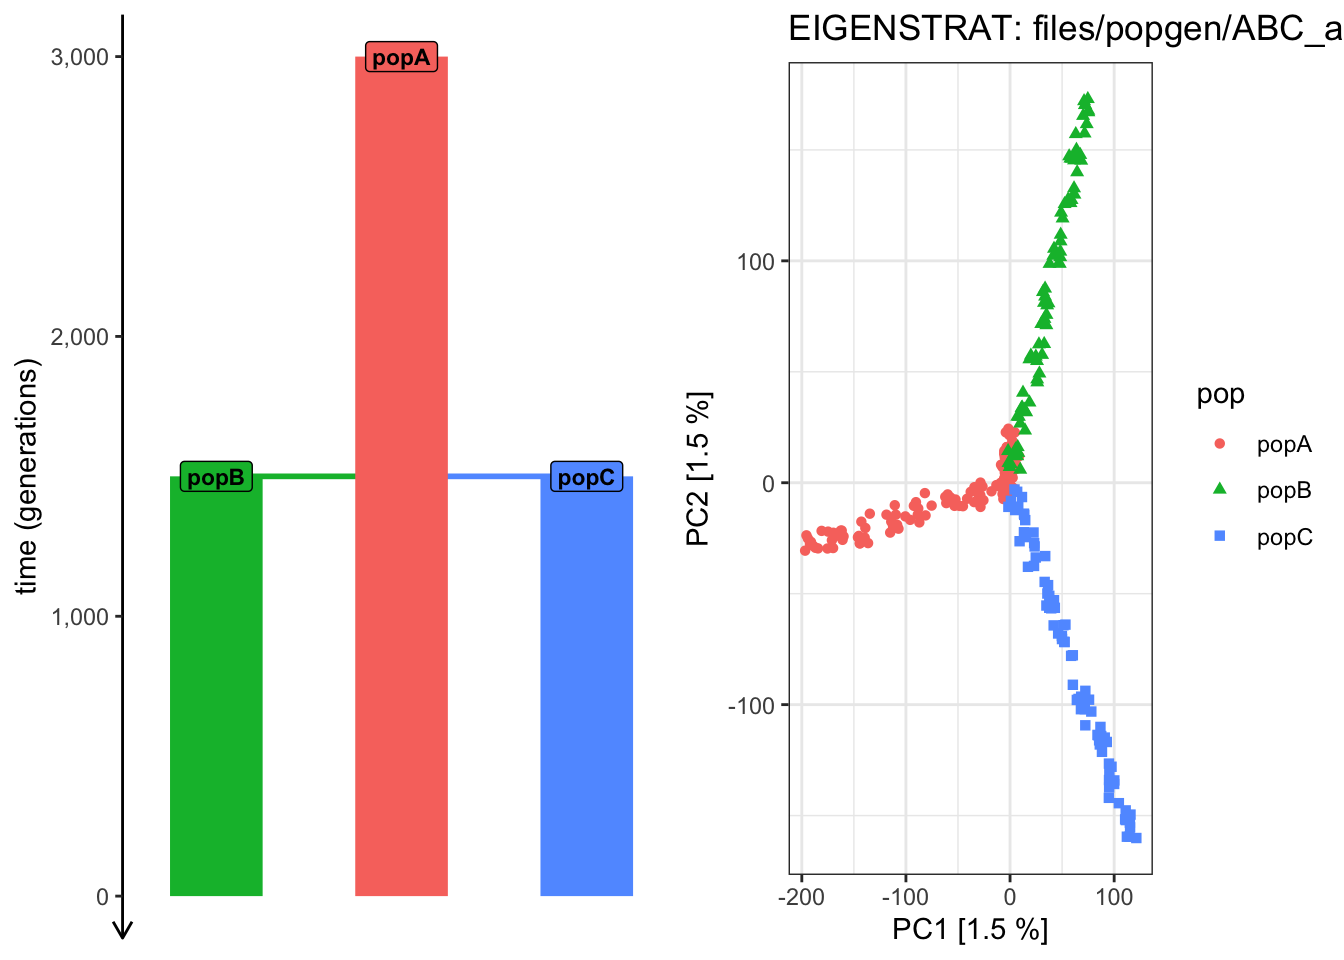 time (generations)
3,000
2,000
1,000
0
popA
popB
popC
EIGENSTRAT: files/popgen/ABC_a
PC2 [1.5 %]
100
0
-100
-200
-100
0
100
PC1 [1.5 %]
pop
popA
popB
popC